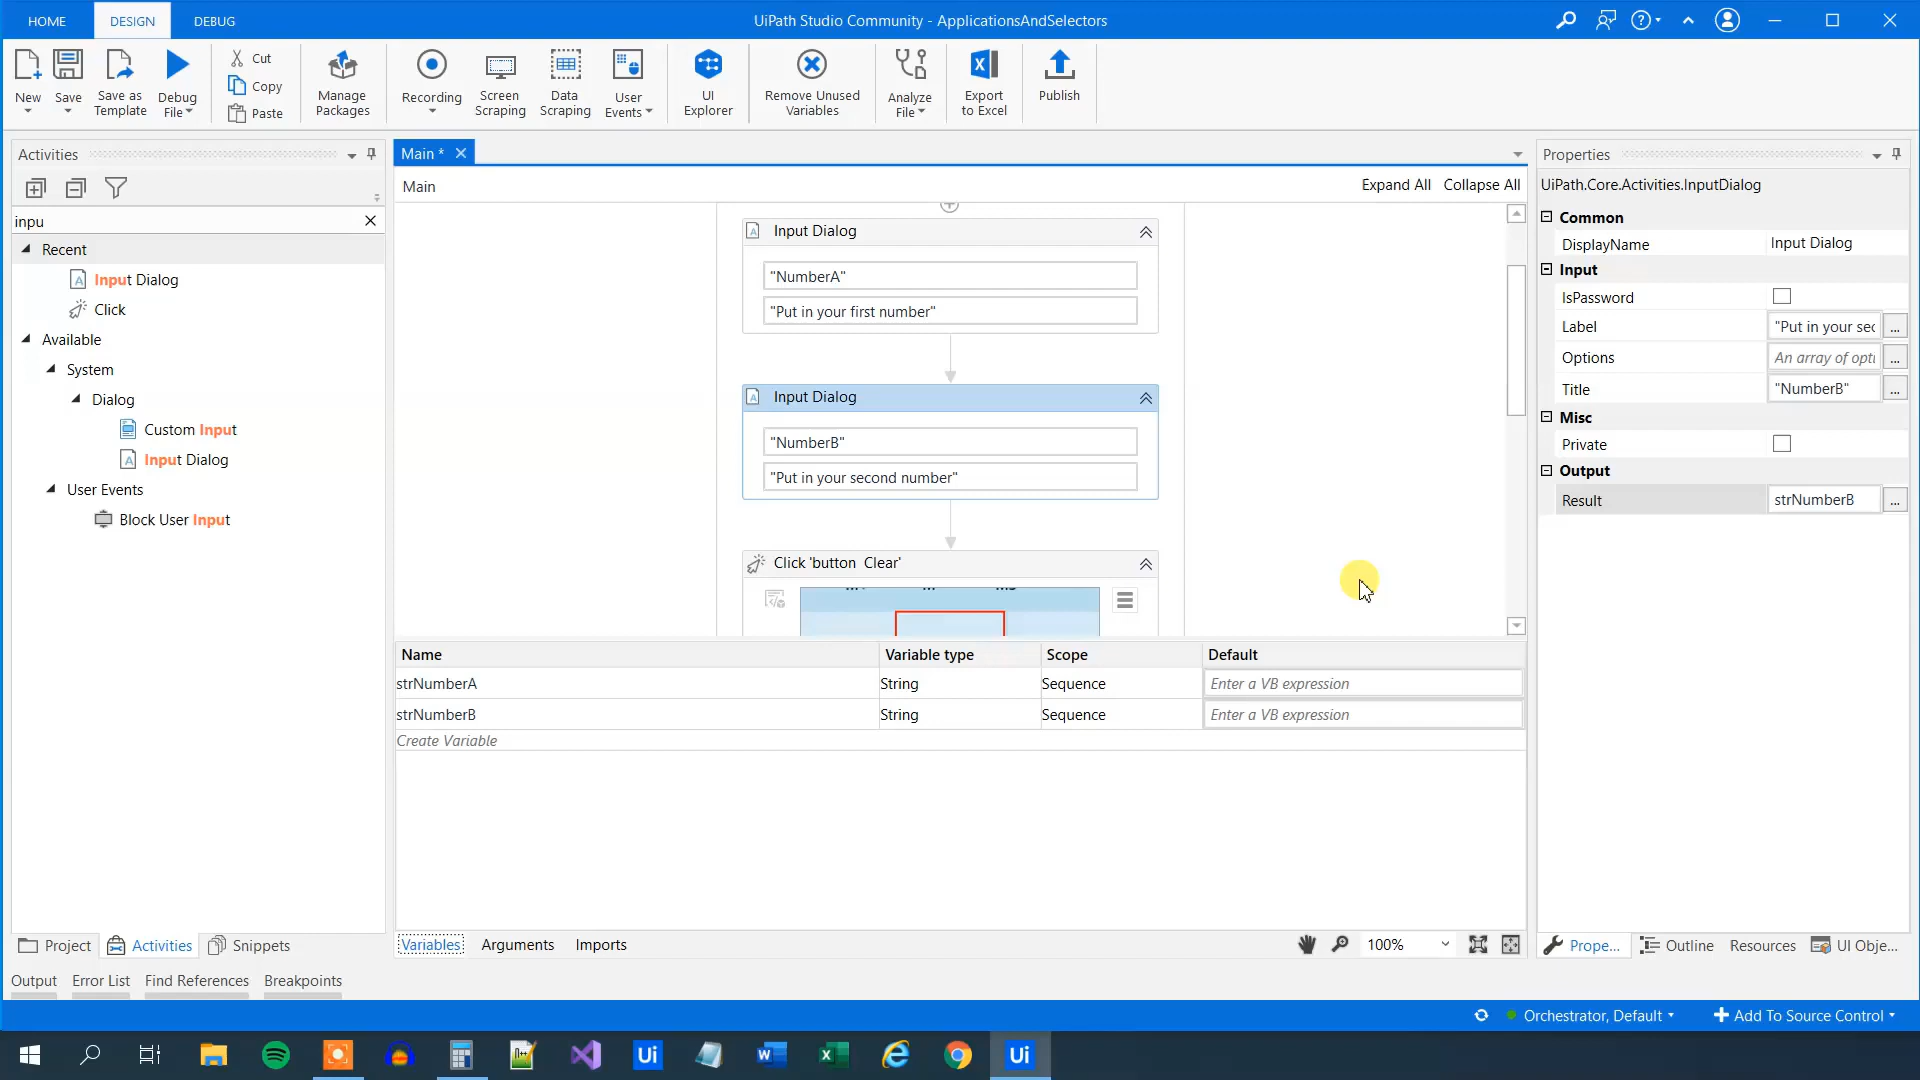 HOME
DESIGN
DEBUG
UiPath Studio Community - ApplicationsAndSelectors
New
Save
Save as Template
Debug File
Cut
Copy
Paste
Manage Packages
Recording
Screen Scraping
Data Scraping
User Events
UI Explorer
Remove Unused Variables
Analyze File
Export to Excel
Publish
Activities
inpu
Recent
Input Dialog
Click
Available
System
Dialog
Custom Input
Input Dialog
User Events
Block User Input
Project
Activities
Snippets
Main *
Main
Expand All
Collapse All
Input Dialog
"NumberA"
"Put in your first number"
Input Dialog
"NumberB"
"Put in your second number"
Click 'button Clear'
Name
Variable type
Scope
Default
strNumberA
String
Sequence
Enter a VB expression
strNumberB
String
Sequence
Enter a VB expression
Create Variable
Variables
Arguments
Imports
100%
Properties
UiPath.Core.Activities.InputDialog
Common
DisplayName
Input Dialog
Input
IsPassword
Label
"Put in your sec
...
Options
An array of opti
...
Title
"NumberB"
...
Misc
Private
Output
Result
strNumberB
...
Prope...
Outline
Resources
UI Obje...
Output
Error List
Find References
Breakpoints
Orchestrator, Default
Add To Source Control
Ui
Ui